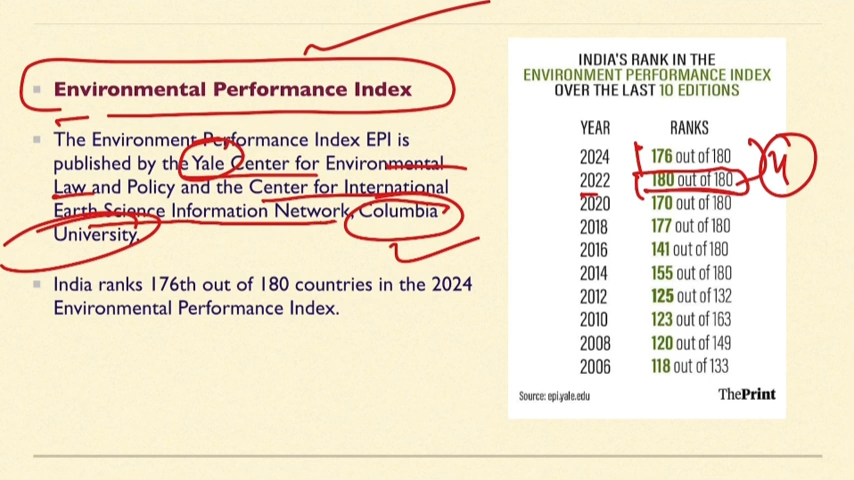 Environmental Performance Index
The Environment Performance Index EPI is
published by the Yale Center for Environmental
Law and Policy and the Center for International
Earth Science Information Network, Columbia
University.
India ranks 176th out of 180 countries in the 2024
Environmental Performance Index.
INDIA'S RANK IN THE
ENVIRONMENT PERFORMANCE INDEX
OVER THE LAST 10 EDITIONS
YEAR RANKS
2024 176 out of 180
2022 180 out of 180
2020 170 out of 180
2018 177 out of 180
2016 141 out of 180
2014 155 out of 180
2012 125 out of 132
2010 123 out of 163
2008 120 out of 149
2006 118 out of 133
Source: epi.yale.edu ThePrint